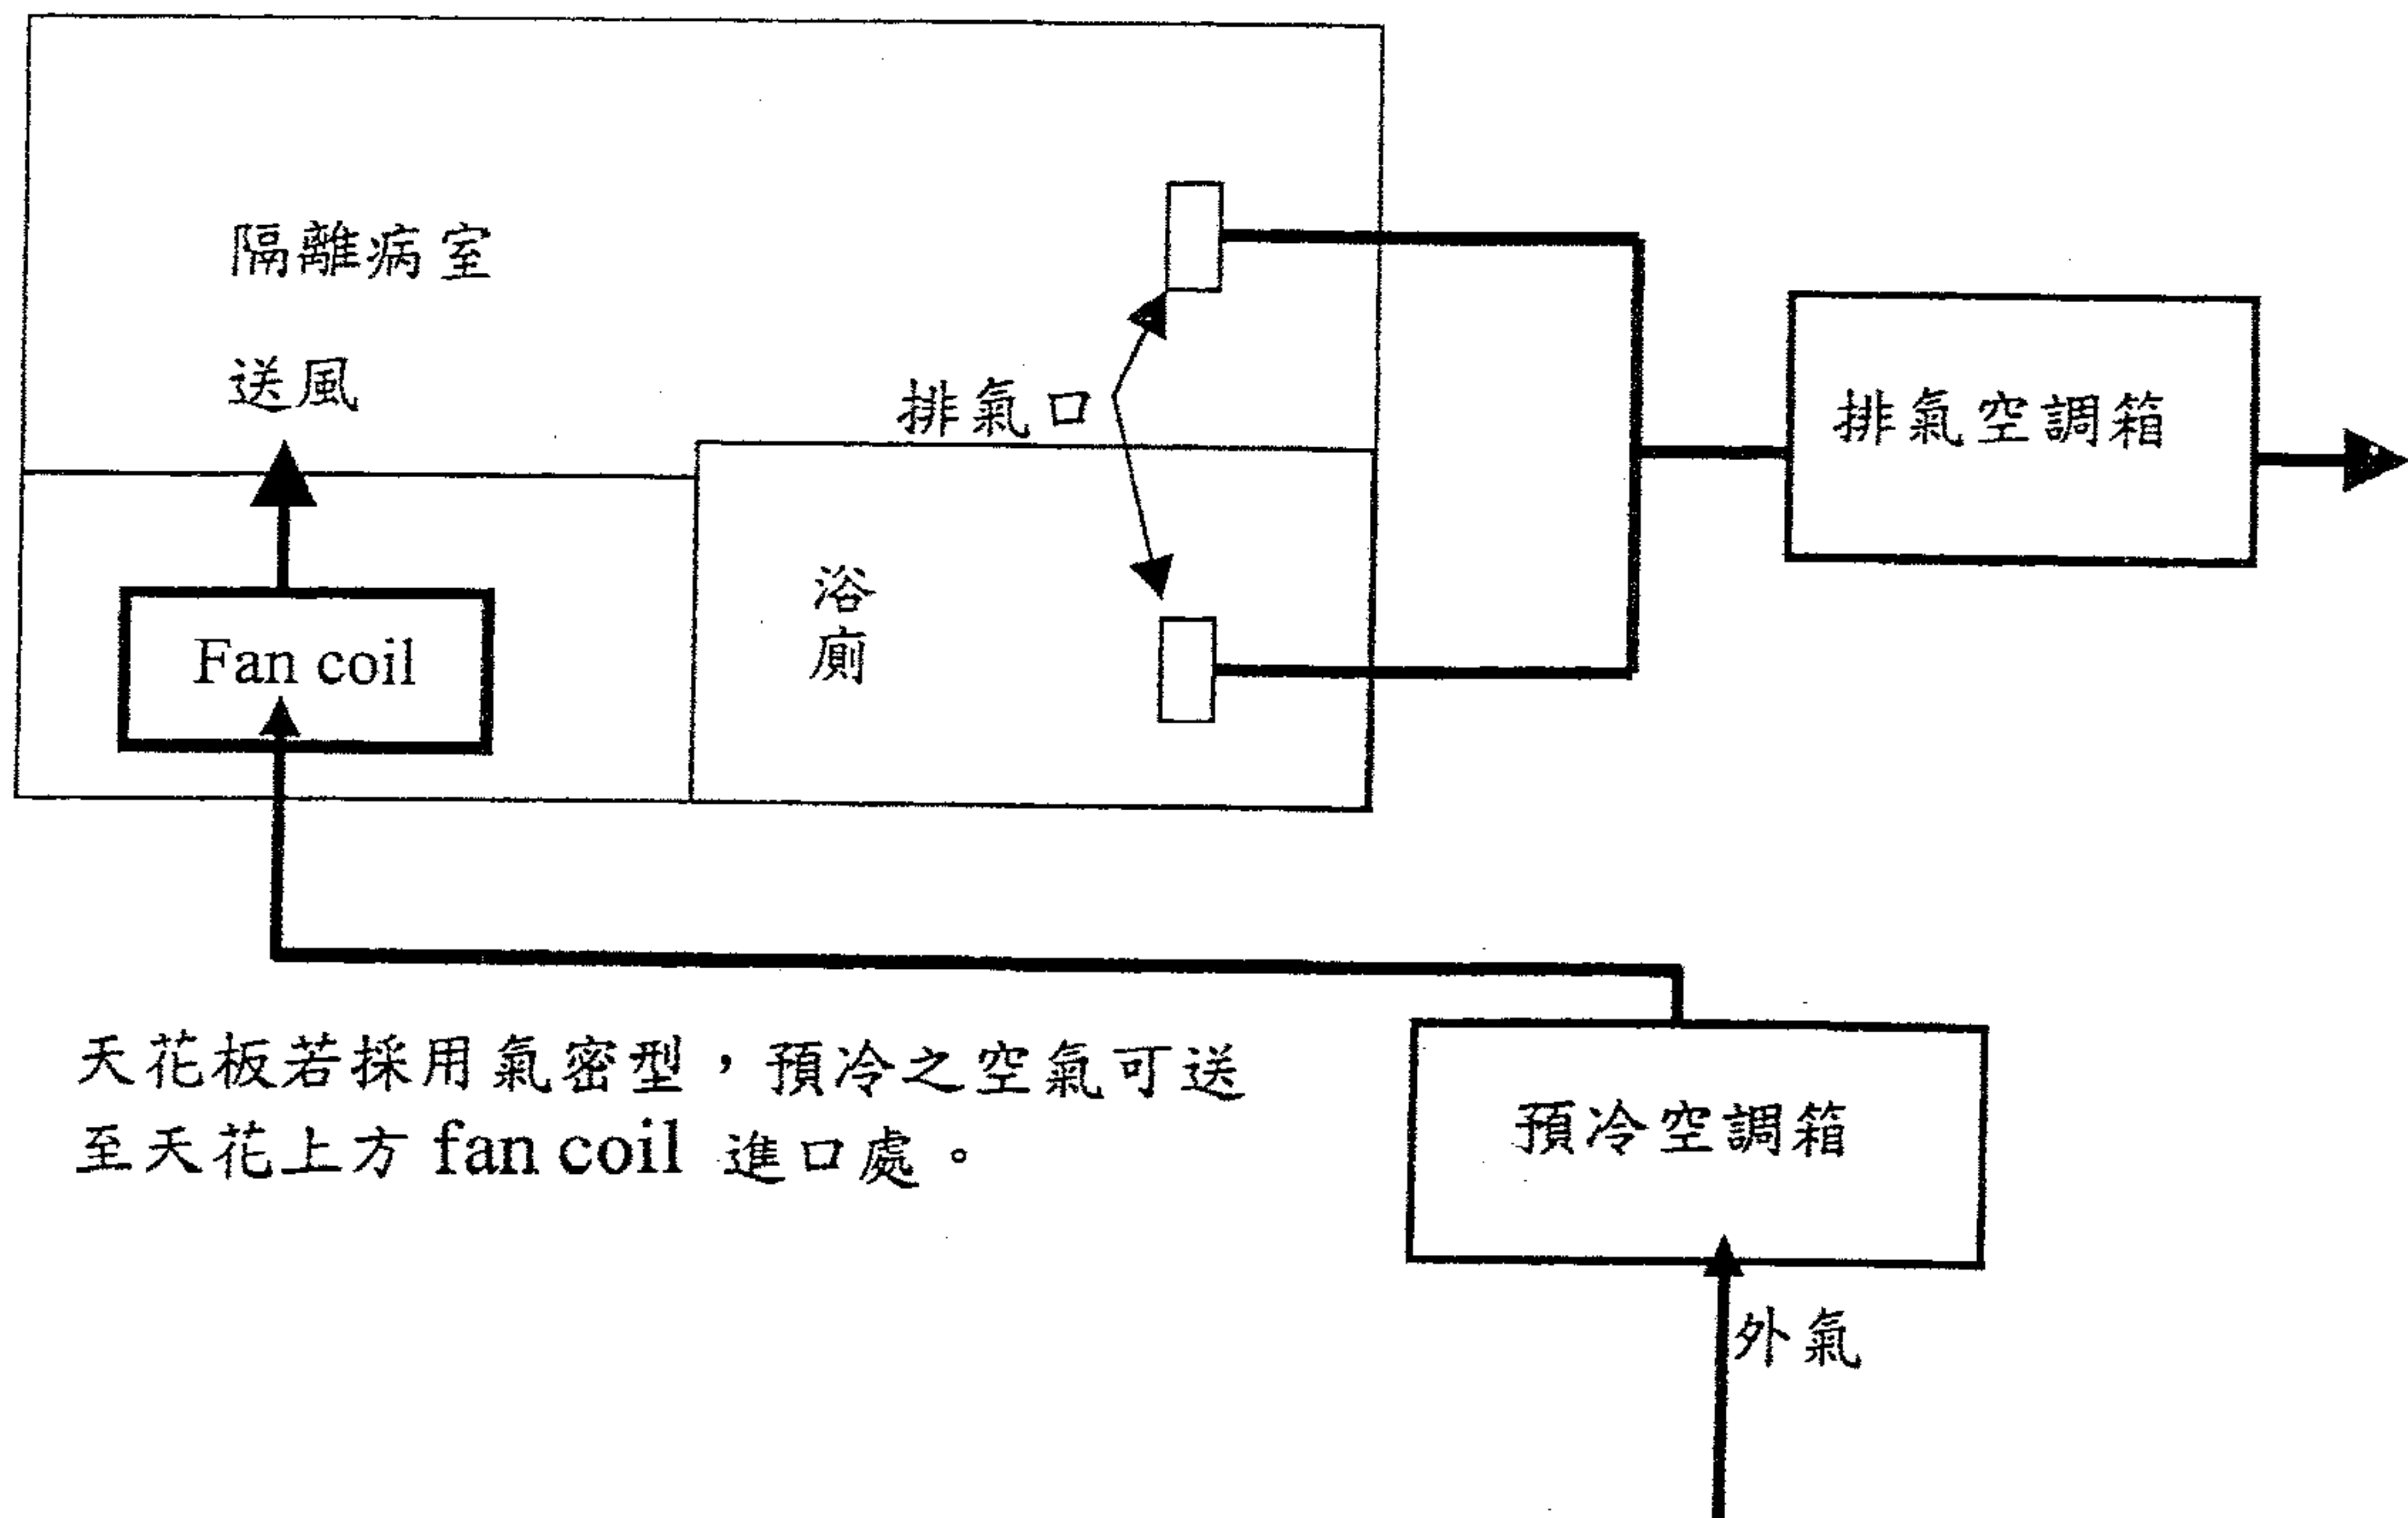 隔離病室
送風
排氣口
排氣空調箱
浴
廁
Fan coil
天花板若採用氣密型，預冷之空氣可送
至天花上方 fan coil 進口處。
預冷空調箱
外氣